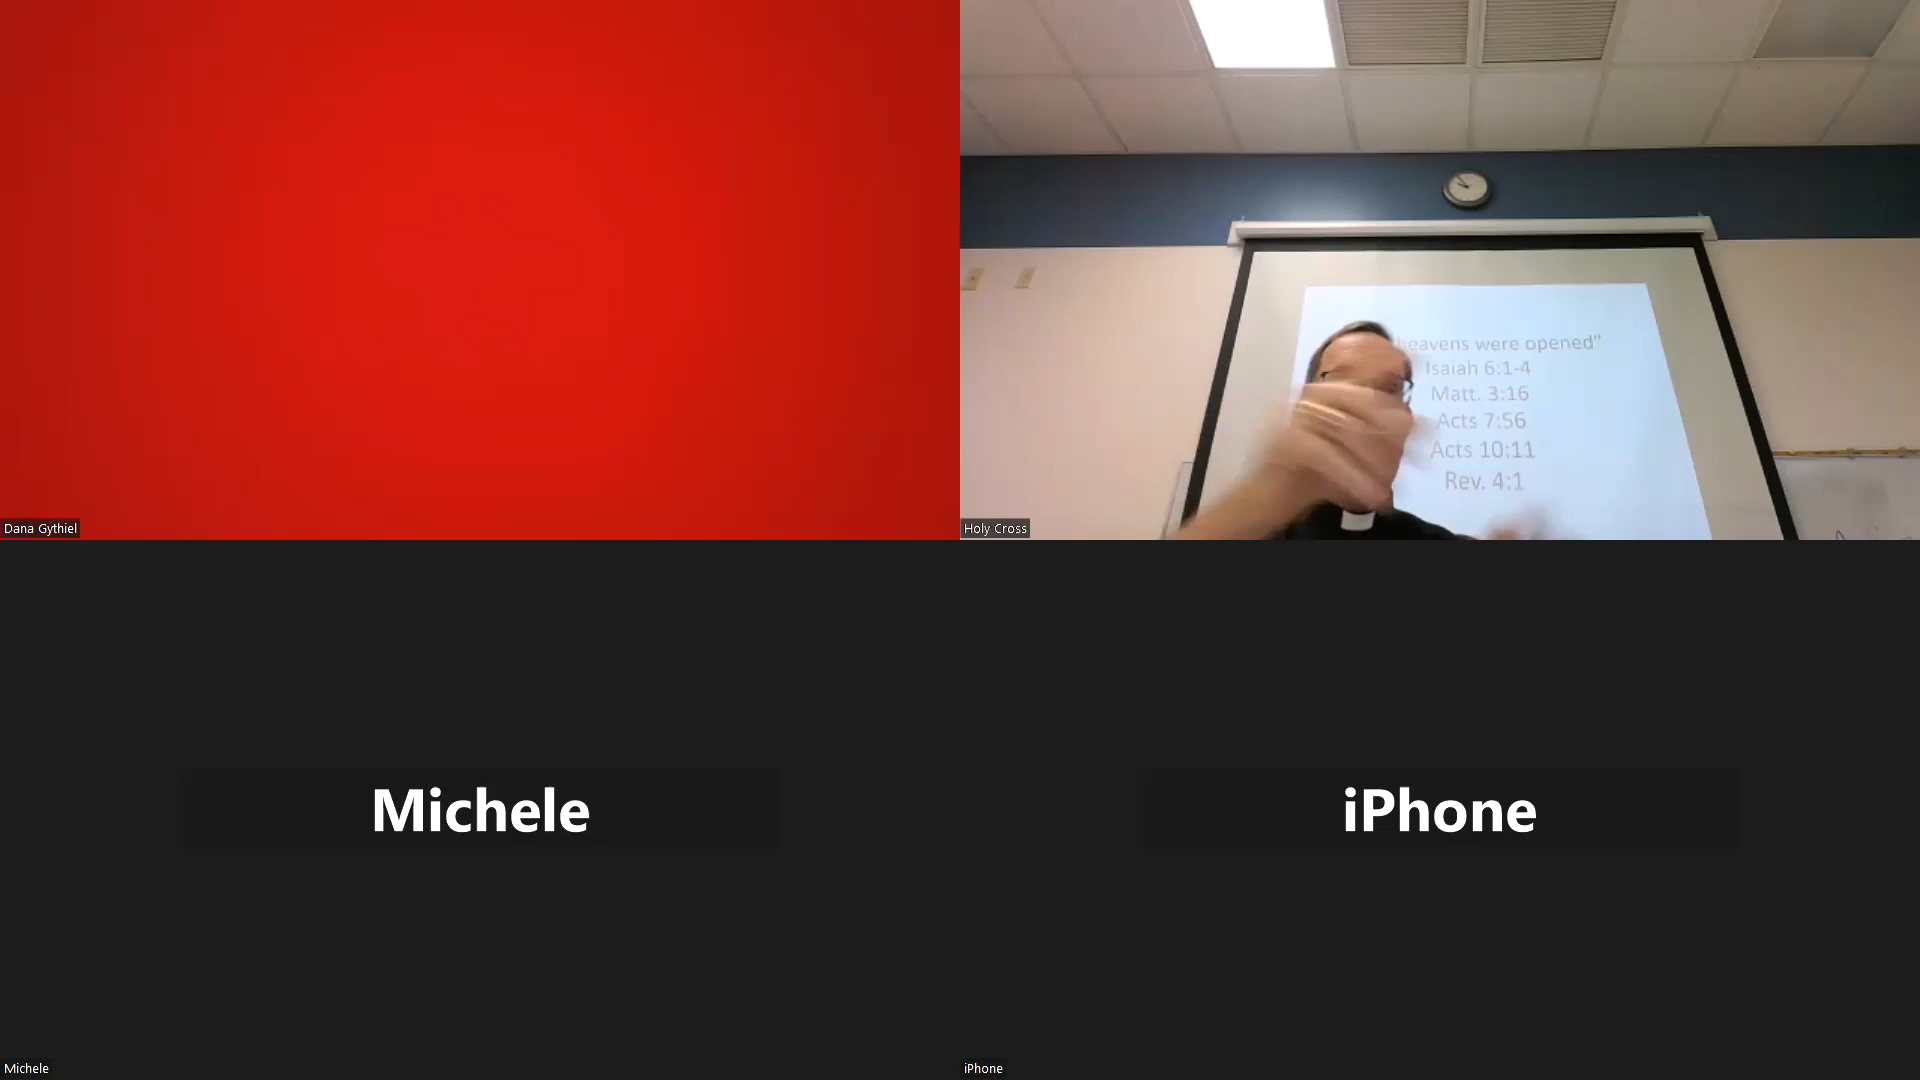 heavens were opened”
Isaiah 6:1-4
Matt. 3:16
Acts 7:56
Acts 10:11
Rev. 4:1
Dana Gythiel
Holy Cross
Michele
iPhone
Michele
iPhone